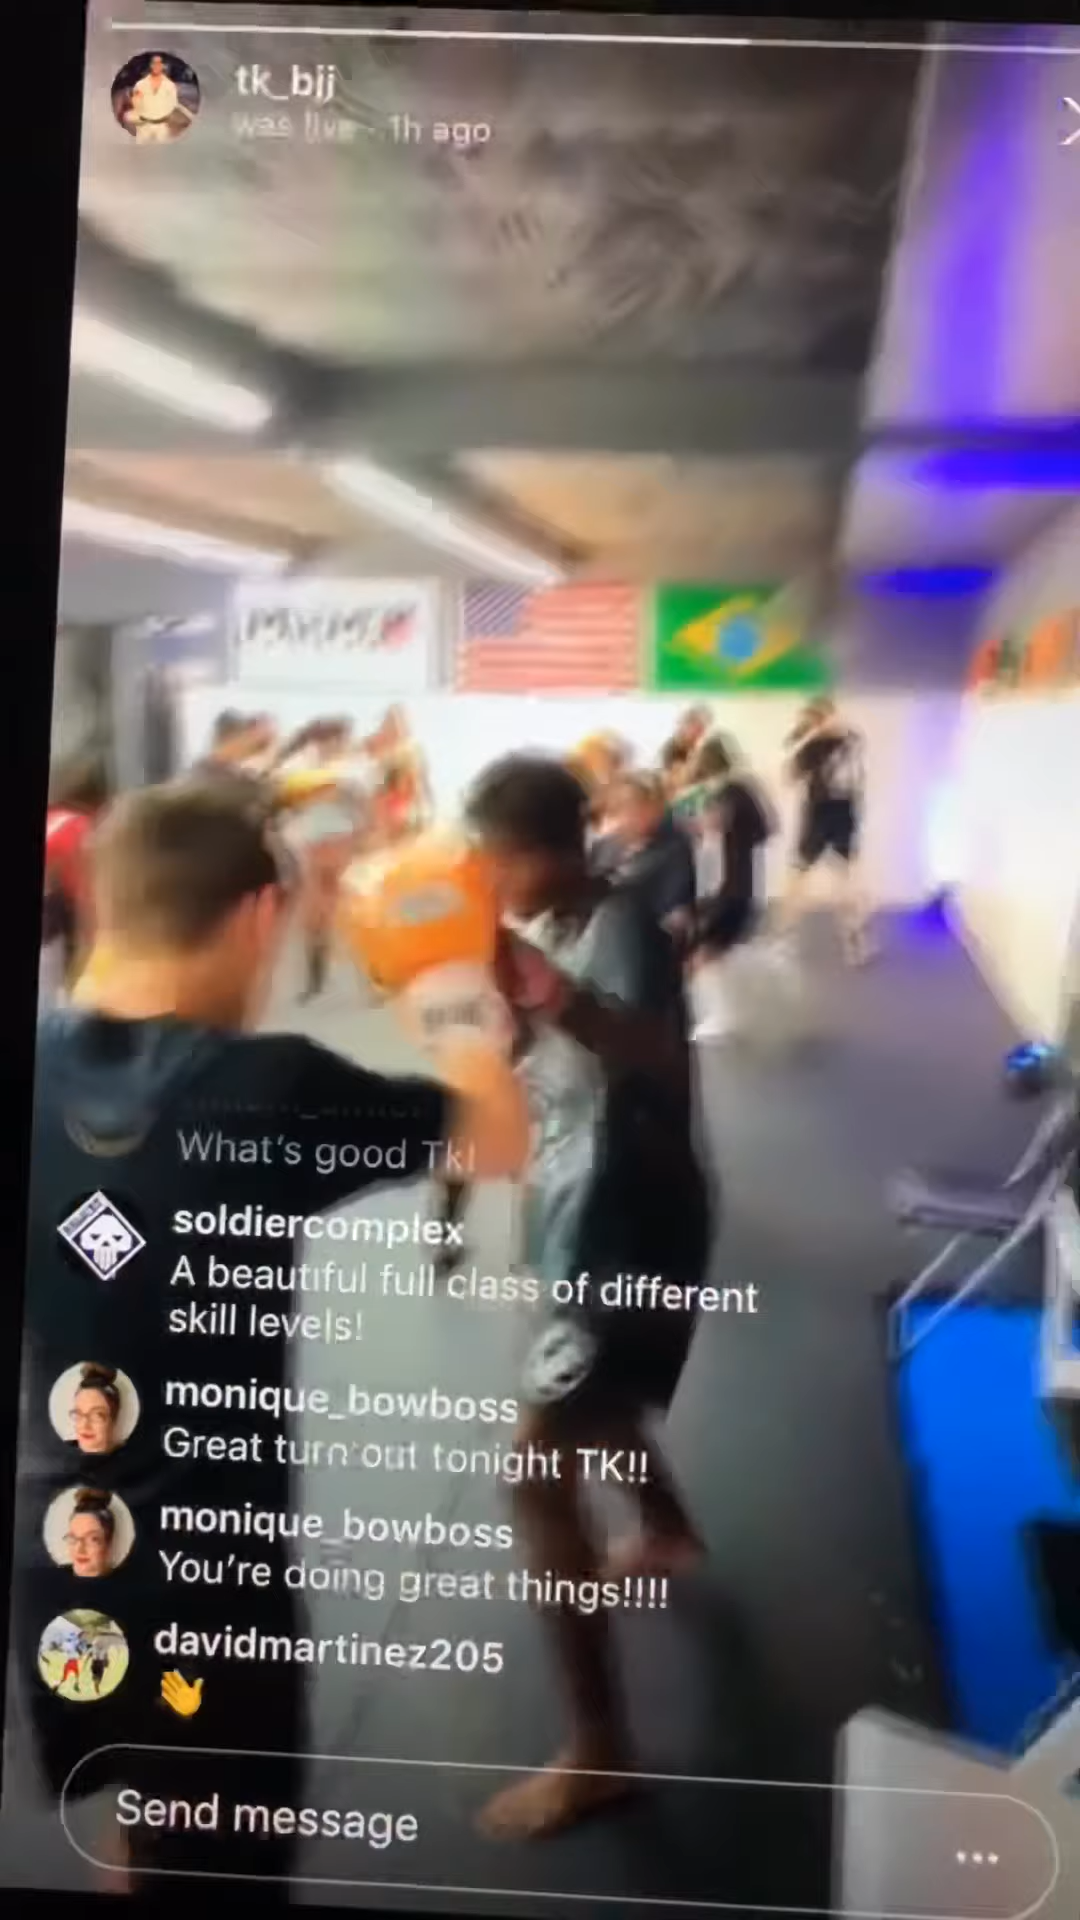 tk_bjj
was live · 1h ago
What's good Tk!
soldiercomplex
A beautiful full class of different
skill levels!
monique_bowboss
Great turn out tonight TK!!
monique_bowboss
You're doing great things!!!!
davidmartinez205
👋
Send message